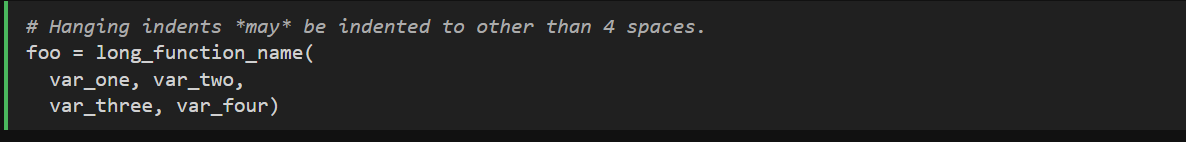 # Hanging indents *may* be indented to other than 4 spaces.
foo = long_function_name(
  var_one, var_two,
  var_three, var_four)